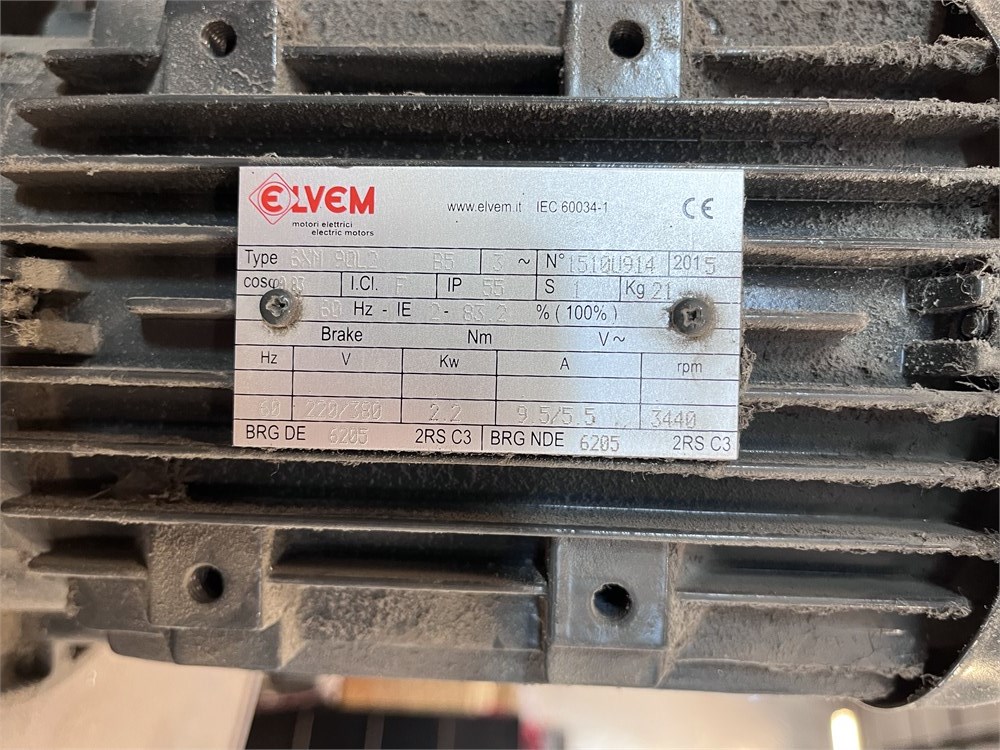 ELVEM
motori elettrici
electric motors
www.elvem.it IEC 60034-1 CE
Type 90L2 B5 3 ~ N° 1510U914 2015
cosφ 0.83 I.Cl. F IP 55 S 1 Kg 21
60 Hz - IE 2- 83.2 % (100%)
Brake Nm V~
Hz V Kw A rpm
60 220/380 2.2 9.5/5.5 3440
BRG DE 6205 2RS C3 BRG NDE 6205 2RS C3